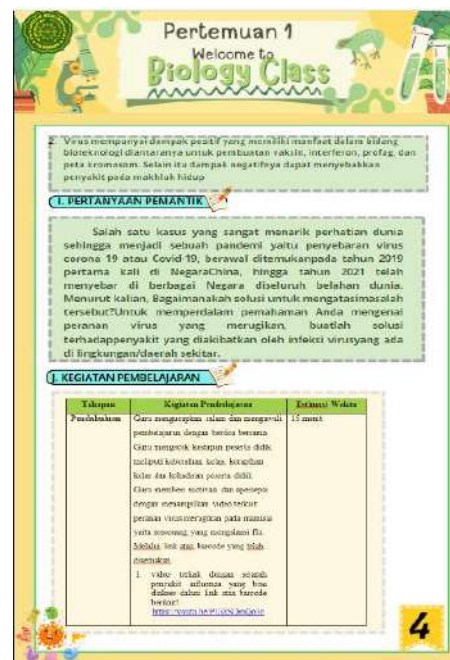 Pertemuan 1
Welcome to
Biology Class
2. Virus mempunyai dampak positif yang memiliki manfaat dalam bidang
bioteknologi diantaranya untuk pembuatan vaksin, interferon, profag, dan
peta kromosom. Selain itu dampak negatifnya dapat menyebabkan
penyakit pada makhluk hidup
I. PERTANYAAN PEMANTIK
Salah satu kasus yang sangat menarik perhatian dunia
sehingga menjadi sebuah pandemi yaitu penyebaran virus
corona 19 atau Covid-19, berawal ditemukanpada tahun 2019
pertama kali di NegaraChina, hingga tahun 2021 telah
menyebar di berbagai Negara diseluruh belahan dunia.
Menurut kalian, Bagaimanakah solusi untuk mengatasimasalah
tersebut?Untuk memperdalam pemahaman Anda mengenai
peranan virus yang merugikan, buatlah solusi
terhadappenyakit yang diakibatkan oleh infeksi virusyang ada
di lingkungan/daerah sekitar.
J. KEGIATAN PEMBELAJARAN
Tahapan Kegiatan Pembelajaran Estimasi Waktu
Pendahuluan Guru mengucapkan salam dan mengawali 15 menit
pembelajaran dengan berdoa bersama
Guru mengecek kesiapan peserta didik
meliputi kebersihan kelas, kerapihan
kelas dan kehadiran peserta didik
Guru memberi motivasi dan apersepsi
dengan menampilkan video terkait
peranan virus merugikan pada manusia
yaitu seseorang yang mengalami flu.
Melalui link atau barcode yang telah
disediakan.
1. video terkait dengan sejarah
penyakit influenza yang bisa
diakses dalam link atau barcode
berikut!
4